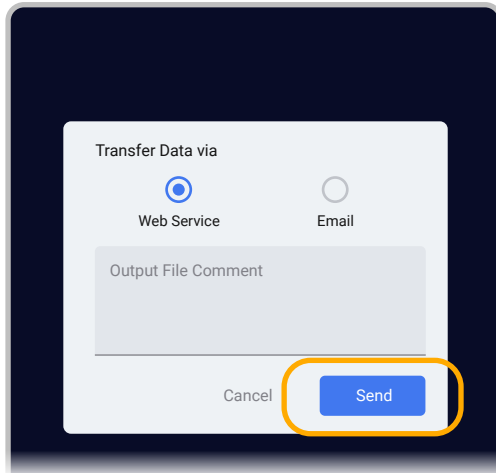 Transfer Data via
Web Service Email
Output File Comment
Cancel Send